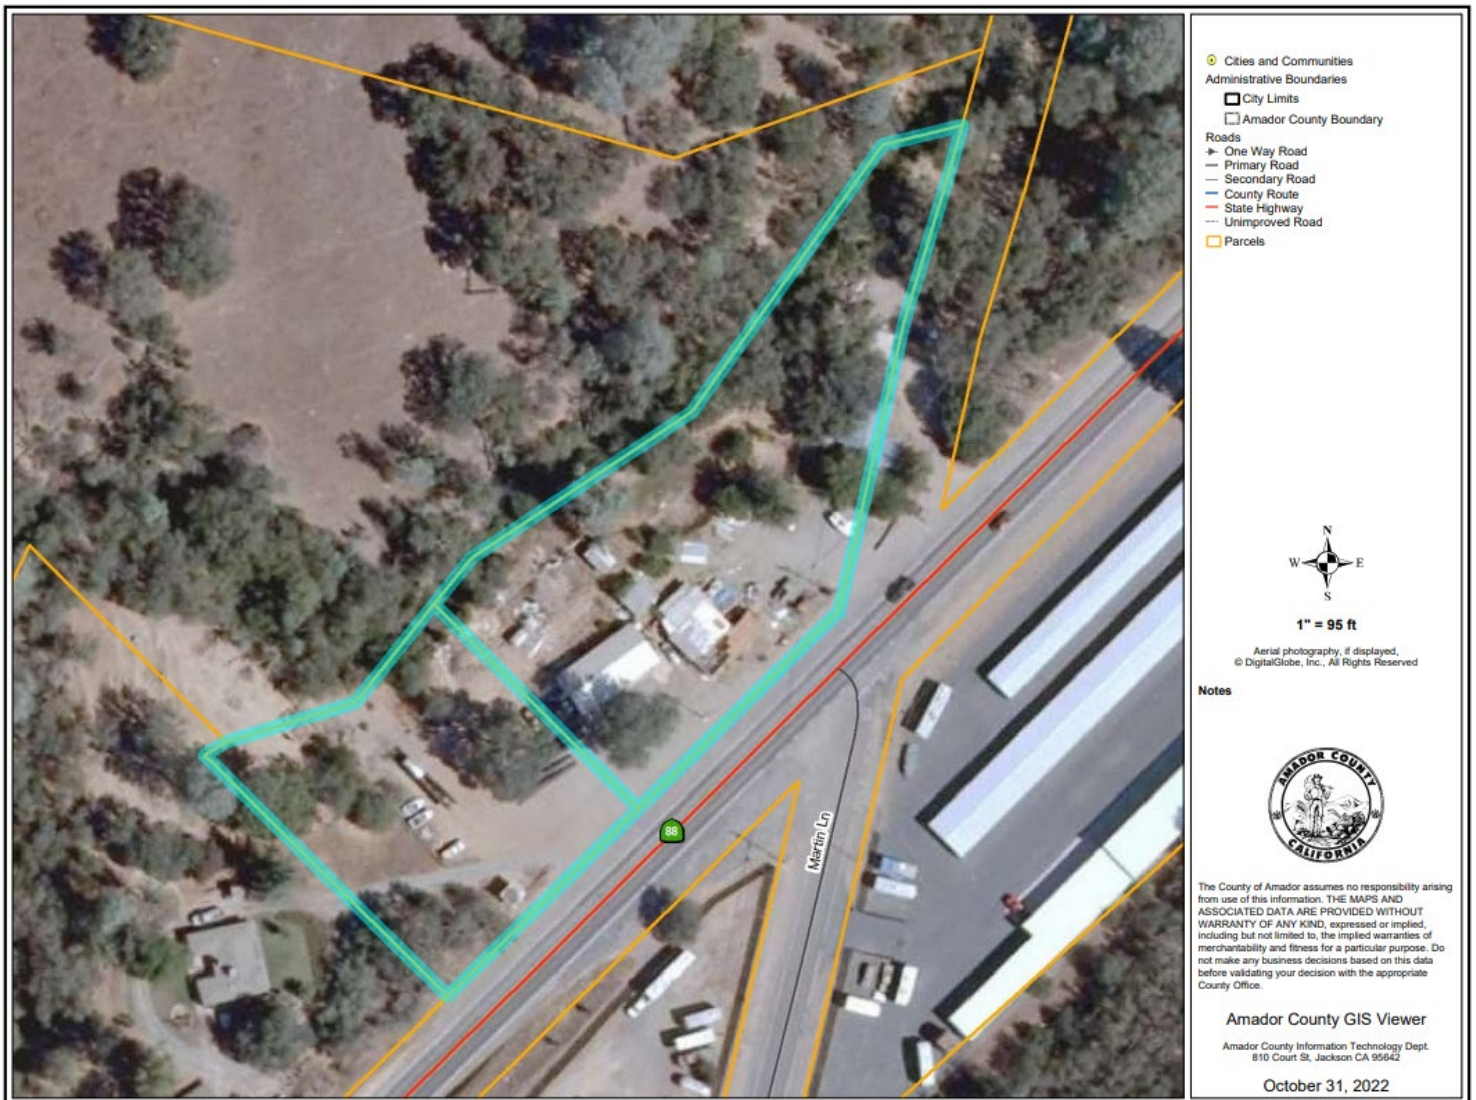 Cities and Communities
Administrative Boundaries
City Limits
Amador County Boundary
Roads
One Way Road
Primary Road
Secondary Road
County Route
State Highway
Unimproved Road
Parcels
N
W E
S
1" = 95 ft
Aerial photography, if displayed,
© DigitalGlobe, Inc., All Rights Reserved
Notes
88
Martin Ln
AMADOR COUNTY
CALIFORNIA
The County of Amador assumes no responsibility arising
from use of this information. THE MAPS AND
ASSOCIATED DATA ARE PROVIDED WITHOUT
WARRANTY OF ANY KIND, expressed or implied,
including but not limited to, the implied warranties of
merchantability and fitness for a particular purpose. Do
not make any business decisions based on this data
before validating your decision with the appropriate
County Office.
Amador County GIS Viewer
Amador County Information Technology Dept.
810 Court St, Jackson CA 95642
October 31, 2022